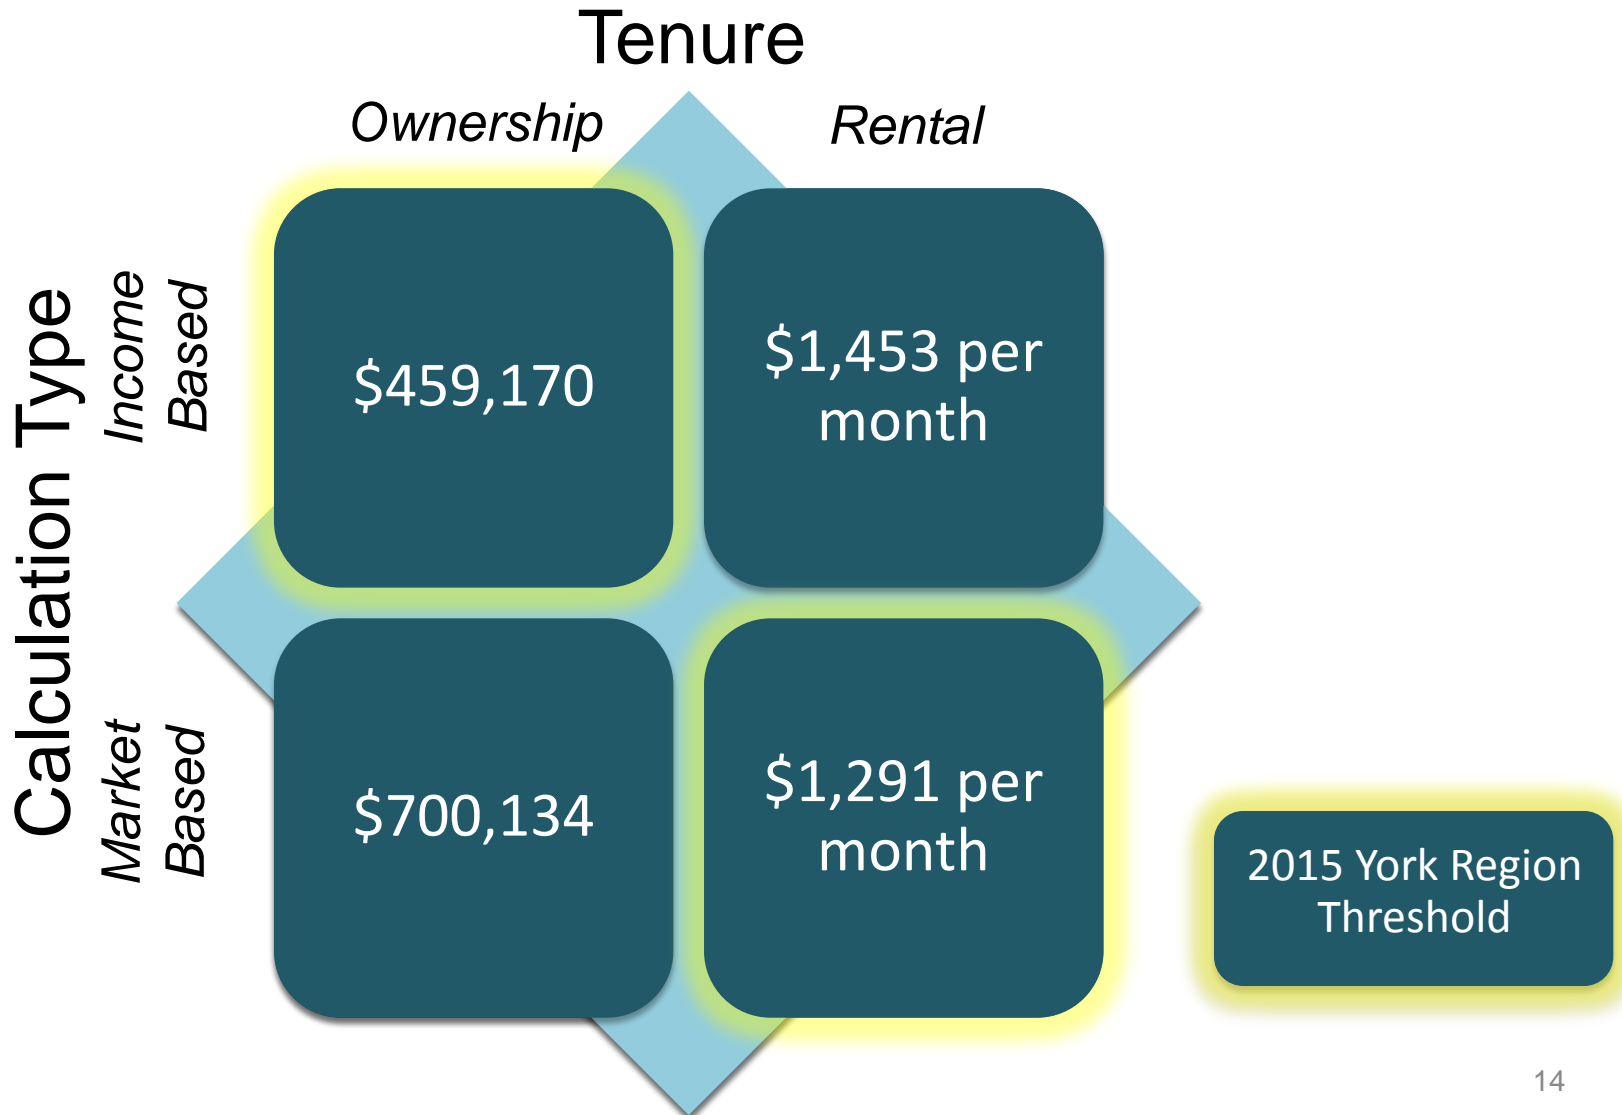 Tenure
Ownership
Rental
Calculation Type
Income
Based
$459,170
$1,453 per
month
Market
Based
$700,134
$1,291 per
month
2015 York Region
Threshold
14